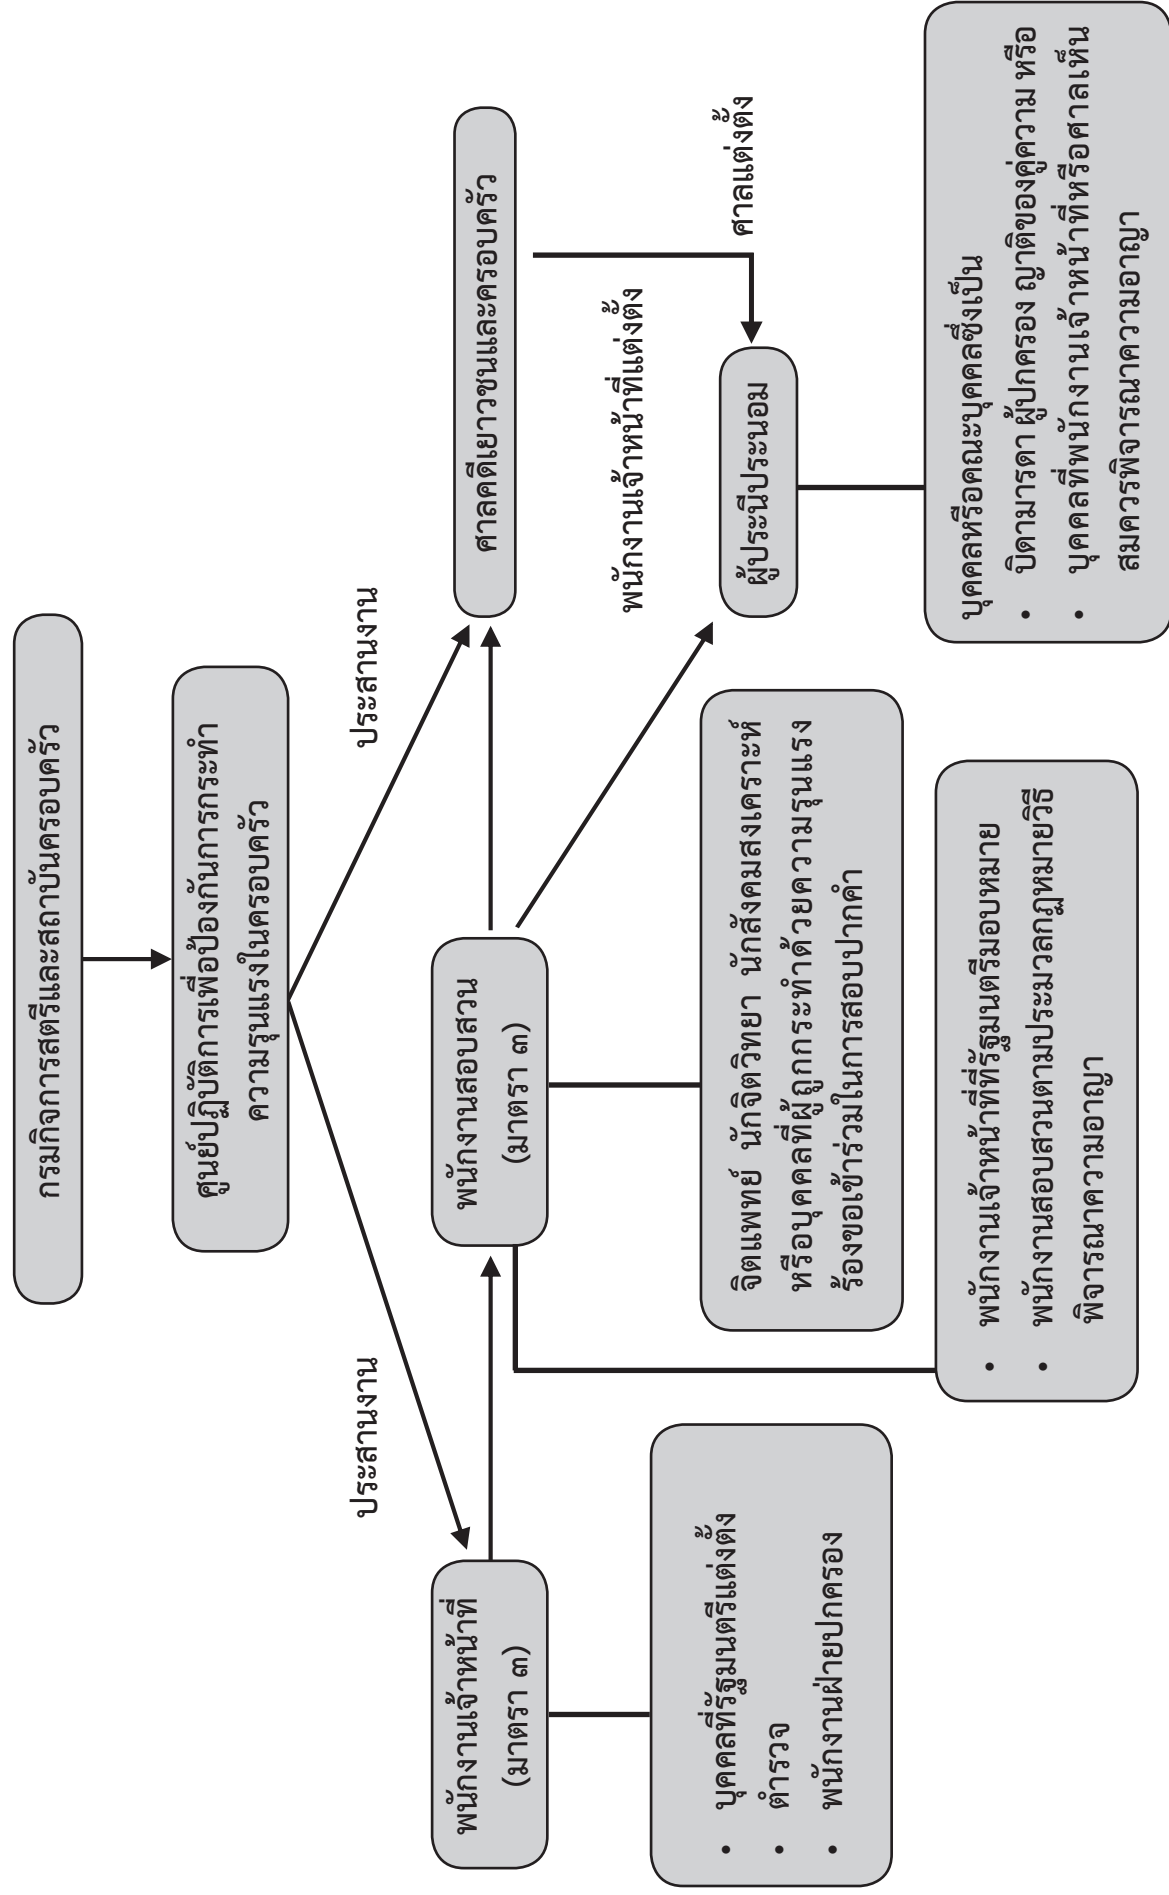 กรมกิจการสตรีและสถาบันครอบครัว
ศูนย์ปฏิบัติการเพื่อป้องกันการกระทำ
ความรุนแรงในครอบครัว
ประสานงาน
ประสานงาน
พนักงานเจ้าหน้าที่
(มาตรา ๓)
พนักงานสอบสวน
(มาตรา ๓)
ศาลคดีเยาวชนและครอบครัว
พนักงานเจ้าหน้าที่แต่งตั้ง
ศาลแต่งตั้ง
• บุคคลที่รัฐมนตรีแต่งตั้ง
• ตำรวจ
• พนักงานฝ่ายปกครอง
จิตแพทย์ นักจิตวิทยา นักสังคมสงเคราะห์
หรือบุคคลที่ผู้ถูกกระทำด้วยความรุนแรง
ร้องขอเข้าร่วมในการสอบปากคำ
ผู้ประนีประนอม
• พนักงานเจ้าหน้าที่ที่รัฐมนตรีมอบหมาย
• พนักงานสอบสวนตามประมวลกฎหมายวิธี
พิจารณาความอาญา
บุคคลหรือคณะบุคคลซึ่งเป็น
• บิดามารดา ผู้ปกครอง ญาติของคู่ความ หรือ
• บุคคลที่พนักงานเจ้าหน้าที่หรือศาลเห็น
สมควรพิจารณาความอาญา